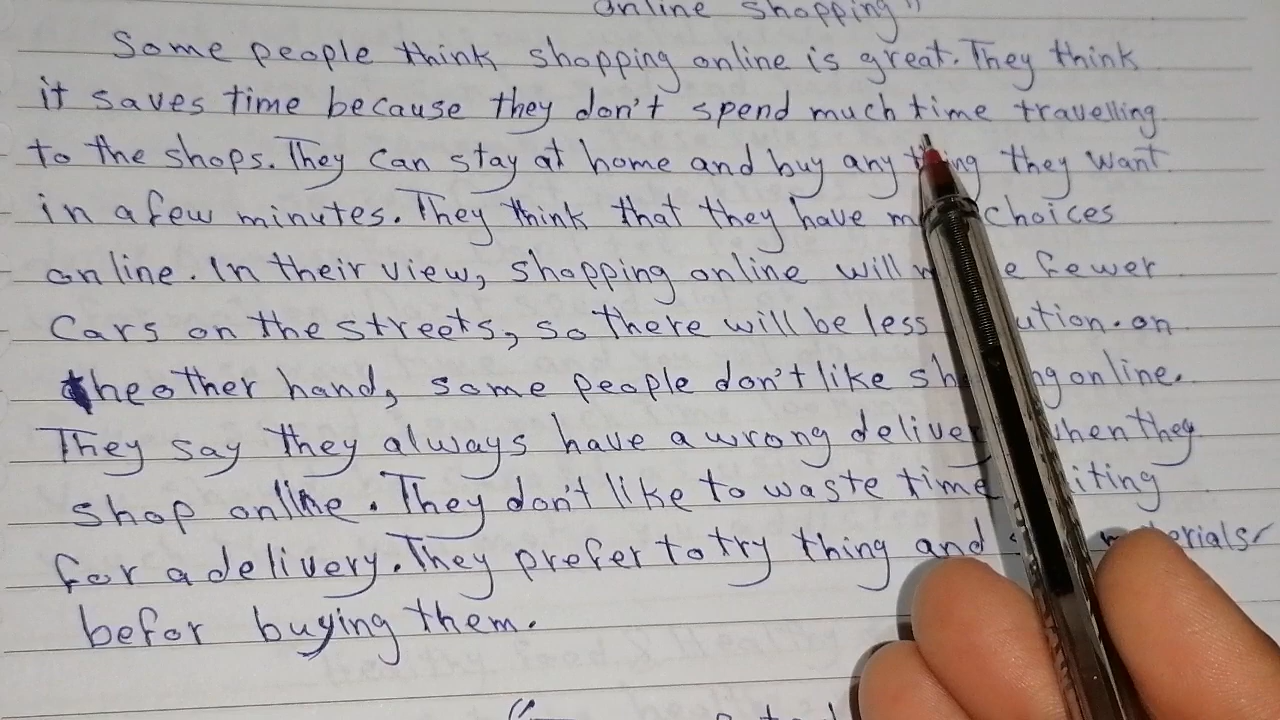 Online Shopping"
Some people think shopping online is great. They think
it saves time because they don't spend much time travelling
to the shops. They can stay at home and buy any thing they want
in a few minutes. They think that they have choices
online. In their view, shopping online will fewer
Cars on the streets, so there will be less on
the other hand, some people don't like online.
They say they always have a wrong delivery when they
shop online. They don't like to waste time
for a delivery. They prefer to try thing and
befor buying them.